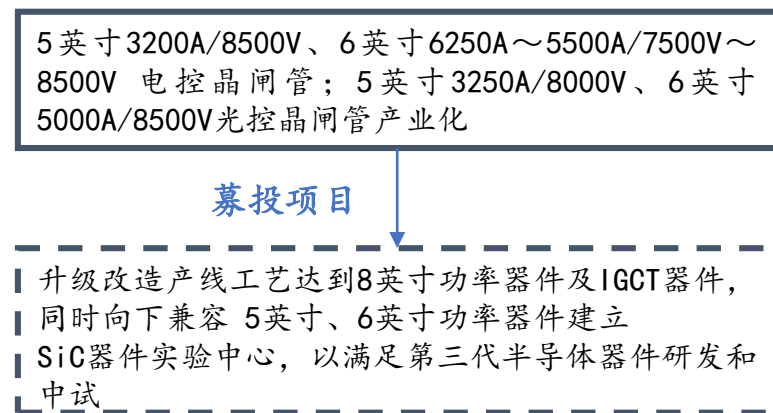 5英寸3200A/8500V、6英寸6250A～5500A/7500V～
8500V 电控晶闸管；5英寸3250A/8000V、6英寸
5000A/8500V光控晶闸管产业化
募投项目
升级改造产线工艺达到8英寸功率器件及IGCT器件，
同时向下兼容 5英寸、6英寸功率器件建立
SiC器件实验中心，以满足第三代半导体器件研发和
中试